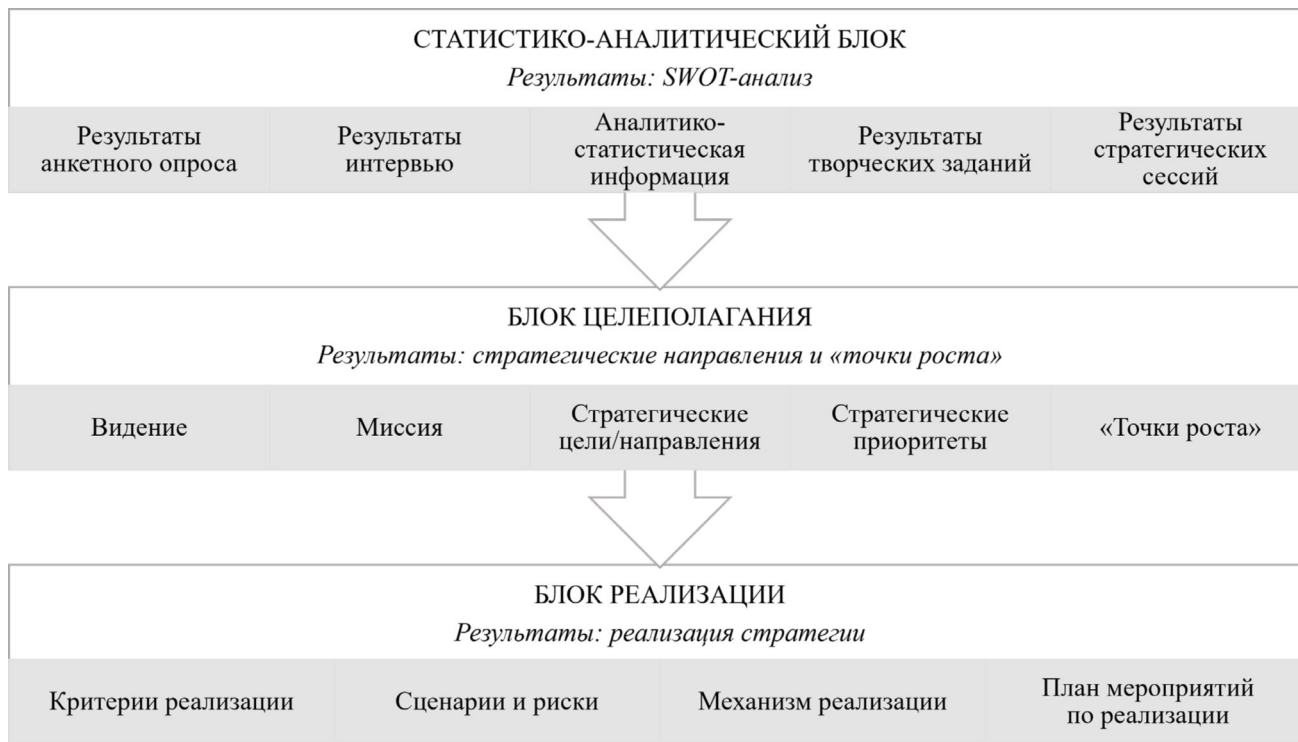 СТАТИСТИКО-АНАЛИТИЧЕСКИЙ БЛОК
Результаты: SWOT-анализ
Результаты
анкетного опроса
Результаты
интервью
Аналитико-
статистическая
информация
Результаты
творческих заданий
Результаты
стратегических
сессий
БЛОК ЦЕЛЕПОЛАГАНИЯ
Результаты: стратегические направления и «точки роста»
Видение
Миссия
Стратегические
цели/направления
Стратегические
приоритеты
«Точки роста»
БЛОК РЕАЛИЗАЦИИ
Результаты: реализация стратегии
Критерии реализации
Сценарии и риски
Механизм реализации
План мероприятий
по реализации